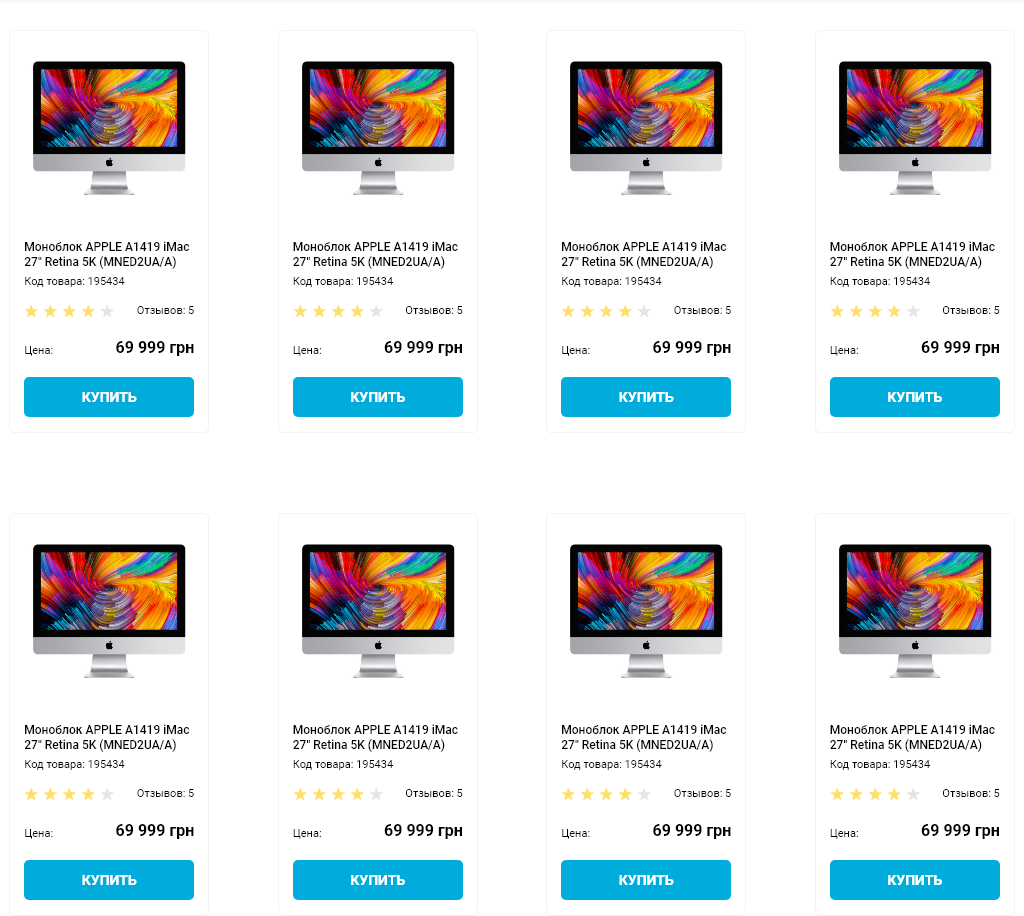 Моноблок APPLE A1419 iMac
27" Retina 5K (MNED2UA/A)
Код товара: 195434
Отзывов: 5
Цена: 69 999 грн
КУПИТЬ
Моноблок APPLE A1419 iMac
27" Retina 5K (MNED2UA/A)
Код товара: 195434
Отзывов: 5
Цена: 69 999 грн
КУПИТЬ
Моноблок APPLE A1419 iMac
27" Retina 5K (MNED2UA/A)
Код товара: 195434
Отзывов: 5
Цена: 69 999 грн
КУПИТЬ
Моноблок APPLE A1419 iMac
27" Retina 5K (MNED2UA/A)
Код товара: 195434
Отзывов: 5
Цена: 69 999 грн
КУПИТЬ
Моноблок APPLE A1419 iMac
27" Retina 5K (MNED2UA/A)
Код товара: 195434
Отзывов: 5
Цена: 69 999 грн
КУПИТЬ
Моноблок APPLE A1419 iMac
27" Retina 5K (MNED2UA/A)
Код товара: 195434
Отзывов: 5
Цена: 69 999 грн
КУПИТЬ
Моноблок APPLE A1419 iMac
27" Retina 5K (MNED2UA/A)
Код товара: 195434
Отзывов: 5
Цена: 69 999 грн
КУПИТЬ
Моноблок APPLE A1419 iMac
27" Retina 5K (MNED2UA/A)
Код товара: 195434
Отзывов: 5
Цена: 69 999 грн
КУПИТЬ